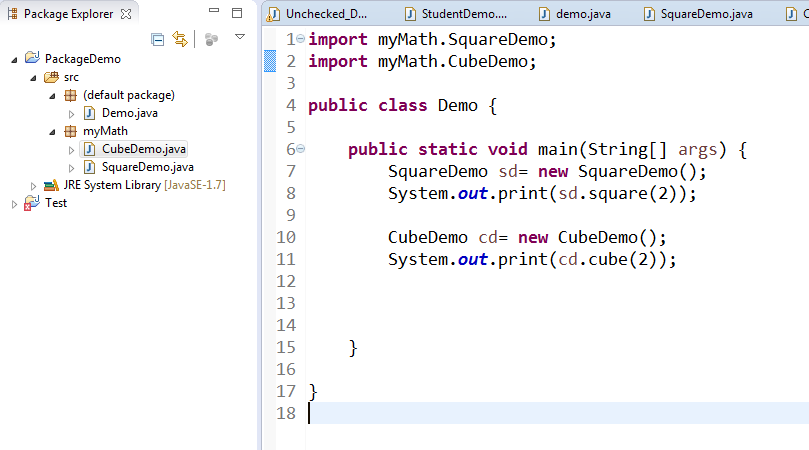 Package Explorer
PackageDemo
src
(default package)
Demo.java
myMath
CubeDemo.java
SquareDemo.java
JRE System Library [JavaSE-1.7]
Test
Unchecked_D... StudentDemo.... demo.java SquareDemo.java C
1 import myMath.SquareDemo;
2 import myMath.CubeDemo;
3
4 public class Demo {
5
6 public static void main(String[] args) {
7 SquareDemo sd= new SquareDemo();
8 System.out.print(sd.square(2));
9
10 CubeDemo cd= new CubeDemo();
11 System.out.print(cd.cube(2));
12
13
14
15 }
16
17 }
18